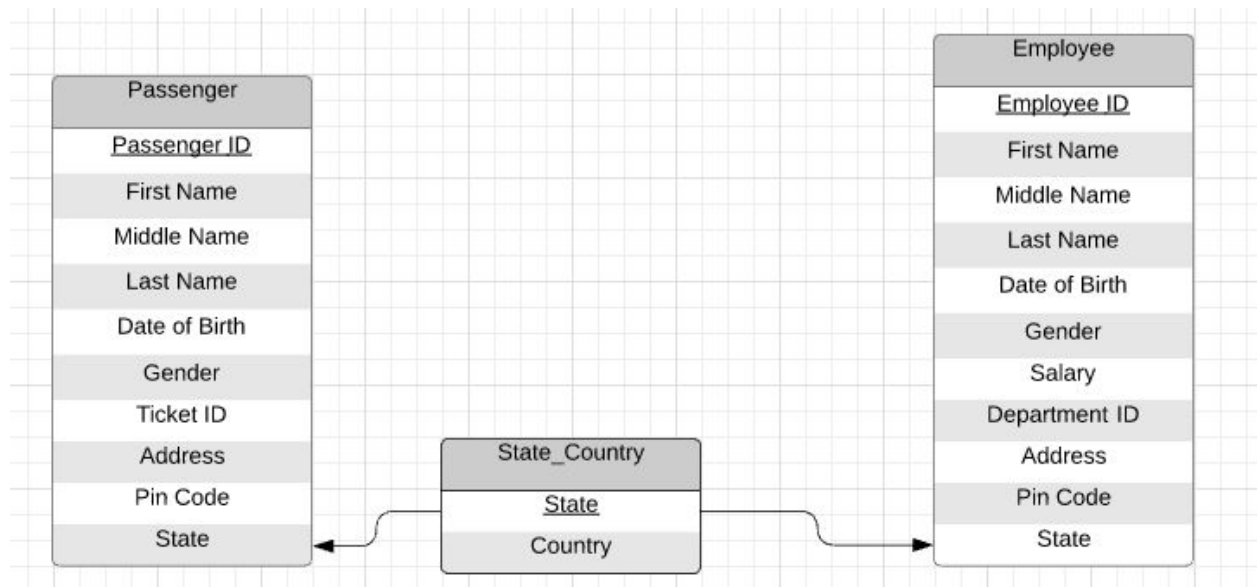 Passenger
Passenger ID
First Name
Middle Name
Last Name
Date of Birth
Gender
Ticket ID
Address
Pin Code
State
State_Country
State
Country
Employee
Employee ID
First Name
Middle Name
Last Name
Date of Birth
Gender
Salary
Department ID
Address
Pin Code
State